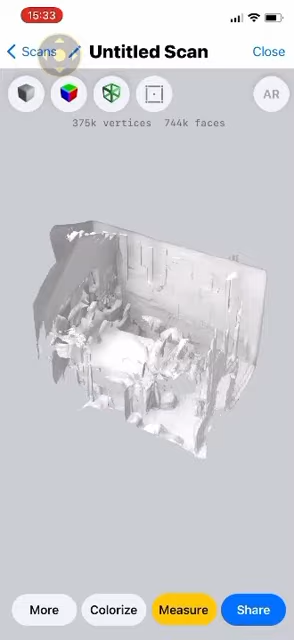 15:33
Scans
Untitled Scan
Close
AR
375k vertices 744k faces
More
Colorize
Measure
Share